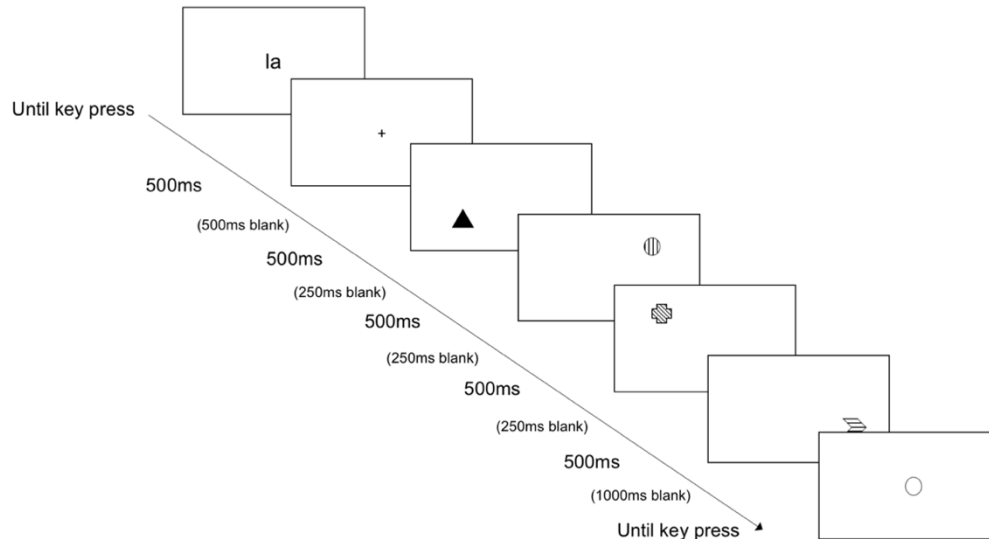 la
Until key press
+
500ms
(500ms blank)
500ms
(250ms blank)
500ms
(250ms blank)
500ms
(250ms blank)
500ms
(1000ms blank)
Until key press